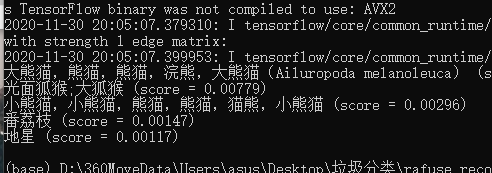 s TensorFlow binary was not compiled to use: AVX2
2020-11-30 20:05:07.379310: I tensorflow/core/common_runtime/
with strength 1 edge matrix:
2020-11-30 20:05:07.399953: I tensorflow/core/common_runtime/
大熊猫，熊猫，熊猫，浣熊，大熊猫 (Ailuropoda melanoleuca) (s
光面狐猴;大狐猴 (score = 0.00779)
小熊猫，小熊猫，熊猫，熊猫，猫熊，小熊猫 (score = 0.00296)
番荔枝 (score = 0.00147)
地星 (score = 0.00117)
(base) D:\360MoveData\Users\asus\Desktop\垃圾分类\rafuse_reco